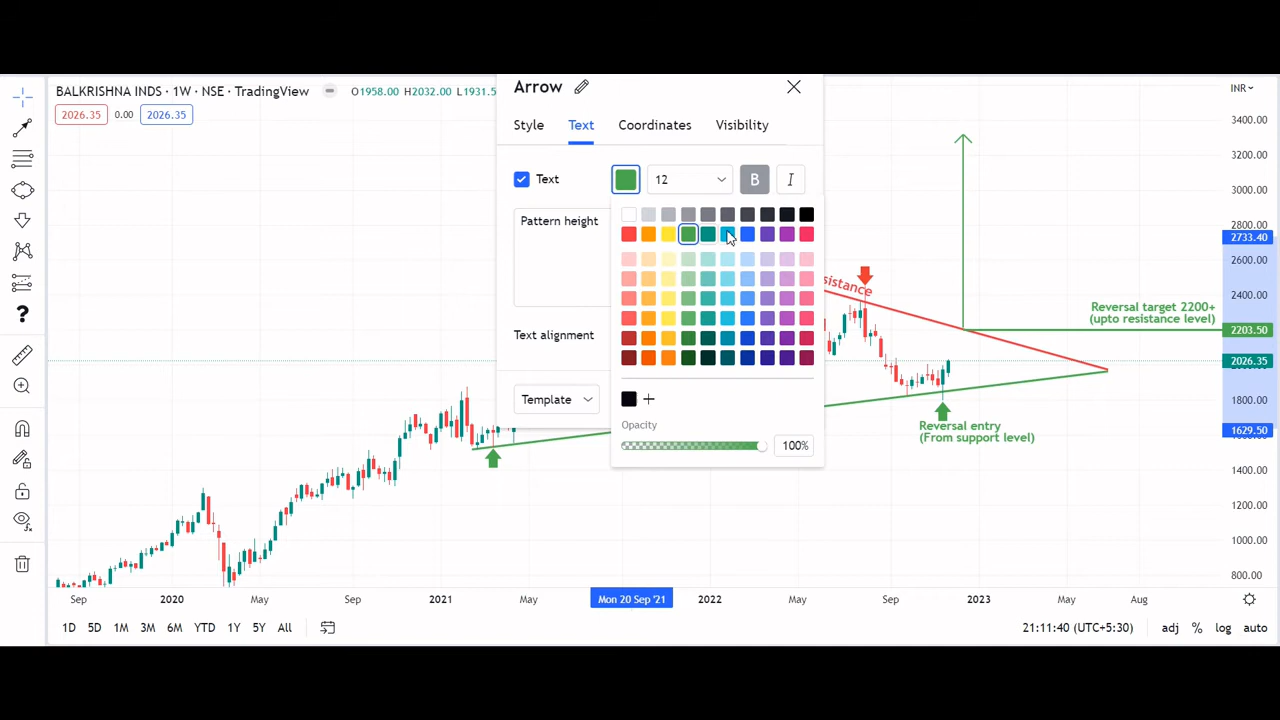 Arrow
BALKRISHNA INDS · 1W · NSE · TradingView
O1958.00 H2032.00 L1931.5
INR
2026.35 0.00 2026.35
Style Text Coordinates Visibility
Text 12 B I
Pattern height
Text alignment
Template
Opacity
100%
3400.00
3200.00
3000.00
2800.00
2733.40
2600.00
2400.00
2203.50
2026.35
1800.00
1629.50
1400.00
1200.00
1000.00
800.00
sistance
Reversal target 2200+
(upto resistance level)
Reversal entry
(From support level)
Sep 2020 May Sep 2021 May Mon 20 Sep '21 2022 May Sep 2023 May Aug
1D 5D 1M 3M 6M YTD 1Y 5Y All
21:11:40 (UTC+5:30) adj % log auto